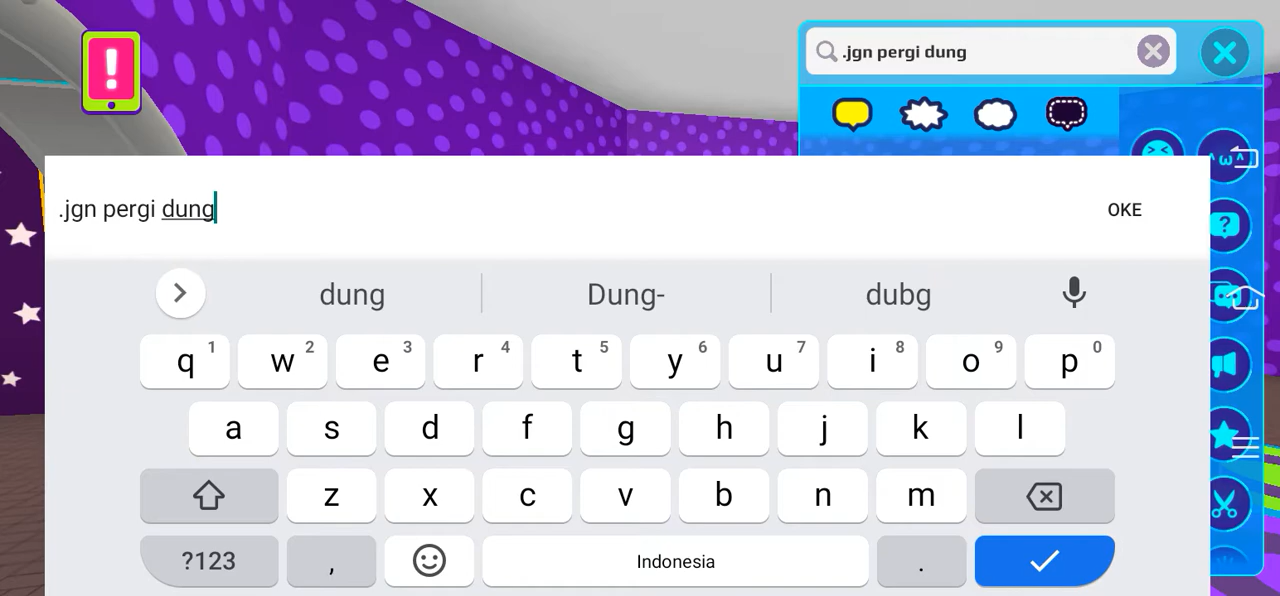 .jgn pergi dung
.jgn pergi dung
OKE
dung
Dung-
dubg
q 1 w 2 e 3 r 4 t 5 y 6 u 7 i 8 o 9 p 0
a s d f g h j k l
z x c v b n m
?123 , Indonesia .